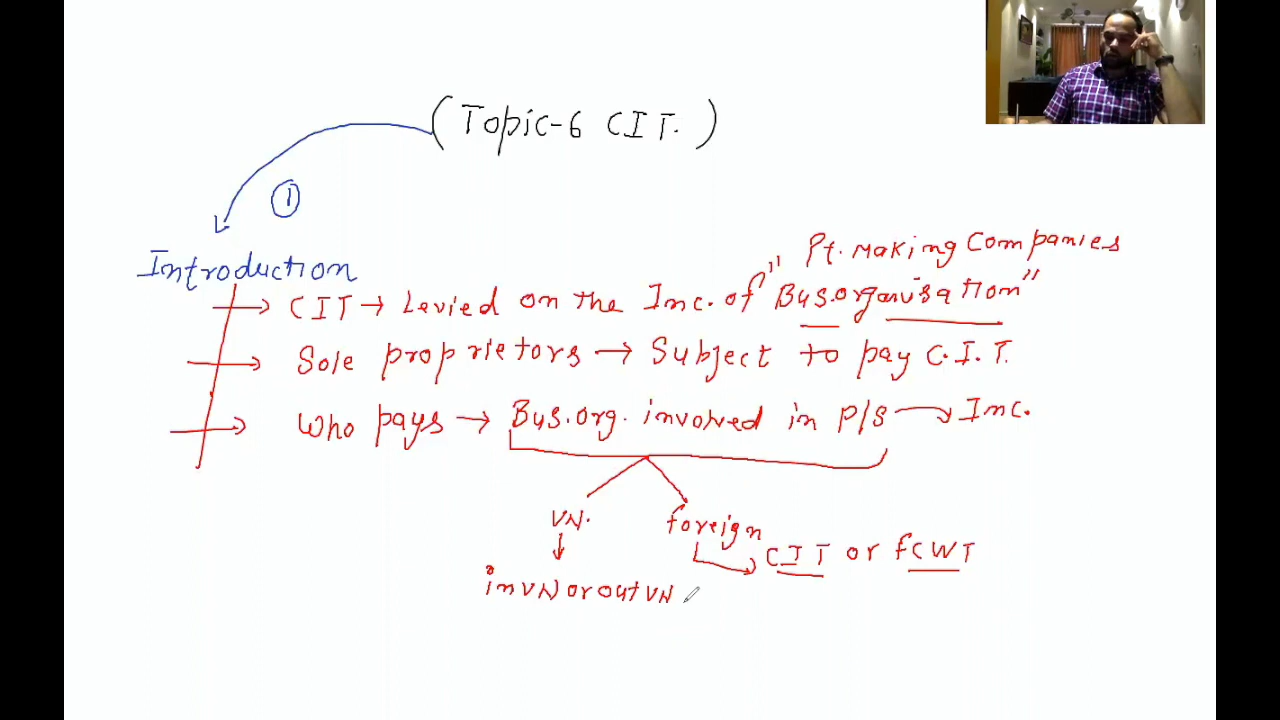 (Topic-6 CIT.)
①
Introduction
Pt. Making Companies
CIT → Levied on the Inc. of "Bus.organisation"
Sole proprietors → Subject to pay C.I.T.
Who pays → Bus.org. involved in P/S → Inc.
VN. foreign
CIT or FCWT
in VN or out VN